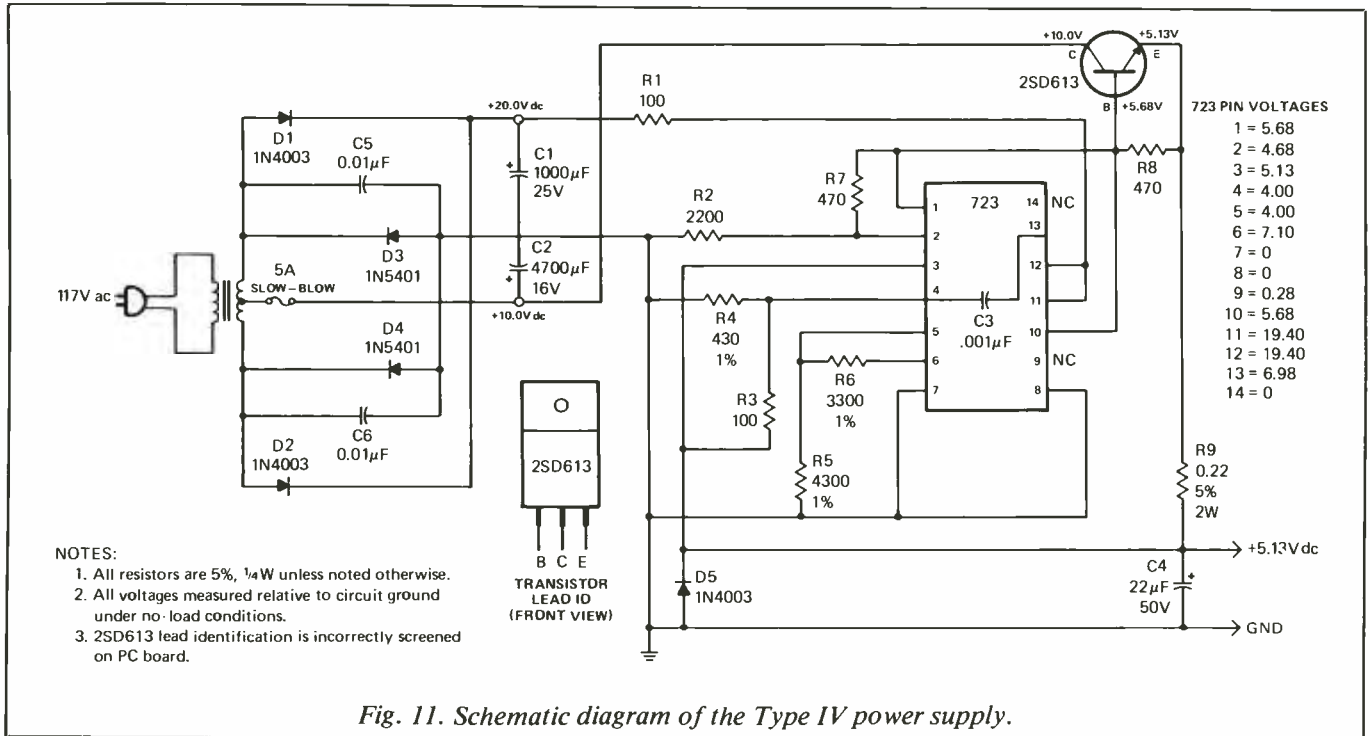 +10.0V
+5.13V
C
E
2SD613
B
+5.68V
R1
100
+20.0V dc
D1
1N4003
C5
0.01µF
C1
1000µF
25V
R7
470
R8
470
723 PIN VOLTAGES
1 = 5.68
2 = 4.68
3 = 5.13
4 = 4.00
5 = 4.00
6 = 7.10
7 = 0
8 = 0
9 = 0.28
10 = 5.68
11 = 19.40
12 = 19.40
13 = 6.98
14 = 0
R2
2200
723
1
2
3
4
5
6
7
14
13
12
11
10
9
8
NC
NC
C3
.001µF
D3
1N5401
C2
4700µF
16V
5A
SLOW-BLOW
117V ac
+10.0V dc
R4
430
1%
D4
1N5401
R3
100
R6
3300
1%
C6
0.01µF
D2
1N4003
2SD613
R5
4300
1%
R9
0.22
5%
2W
B C E
TRANSISTOR
LEAD ID
(FRONT VIEW)
D5
1N4003
+5.13V dc
C4
22µF
50V
GND
NOTES:
1. All resistors are 5%, 1/4W unless noted otherwise.
2. All voltages measured relative to circuit ground
under no-load conditions.
3. 2SD613 lead identification is incorrectly screened
on PC board.
Fig. 11. Schematic diagram of the Type IV power supply.